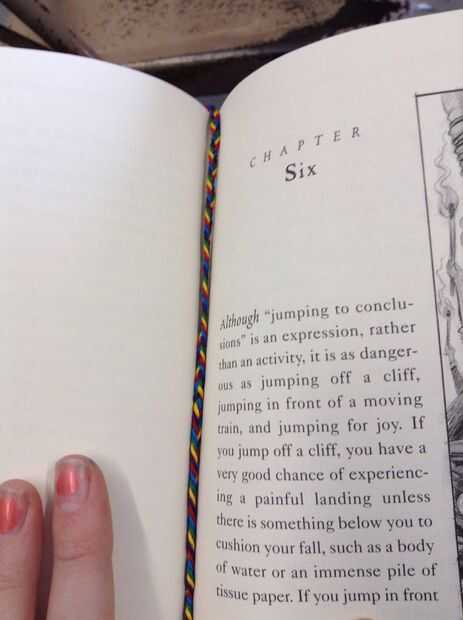 CHAPTER
Six
Although “jumping to conclu-
sions” is an expression, rather
than an activity, it is as danger-
ous as jumping off a cliff,
jumping in front of a moving
train, and jumping for joy. If
you jump off a cliff, you have a
very good chance of experienc-
ing a painful landing unless
there is something below you to
cushion your fall, such as a body
of water or an immense pile of
tissue paper. If you jump in front